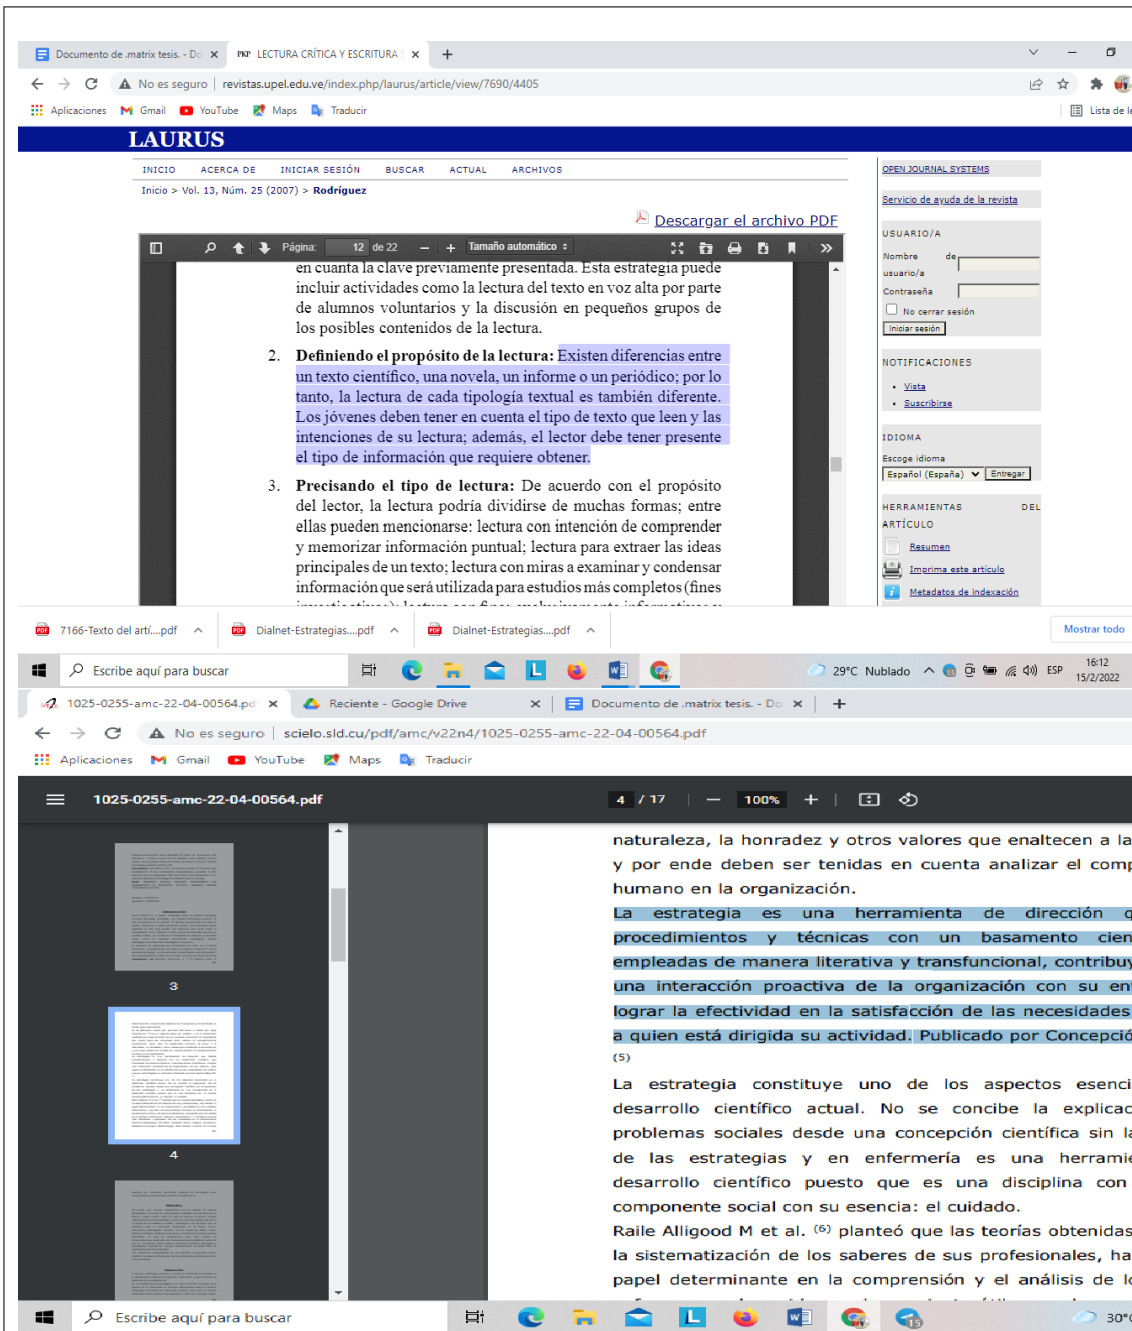 Documento de .matrix tesis. - Do
PKP LECTURA CRÍTICA Y ESCRITURA S
No es seguro | revistas.upel.edu.ve/index.php/laurus/article/view/7690/4405
Aplicaciones Gmail YouTube Maps Traducir Lista de le
LAURUS
INICIO ACERCA DE INICIAR SESIÓN BUSCAR ACTUAL ARCHIVOS
Inicio > Vol. 13, Núm. 25 (2007) > Rodríguez
Descargar el archivo PDF
Página: 12 de 22 — + Tamaño automático
en cuanta la clave previamente presentada. Esta estrategia puede
incluir actividades como la lectura del texto en voz alta por parte
de alumnos voluntarios y la discusión en pequeños grupos de
los posibles contenidos de la lectura.
2. Definiendo el propósito de la lectura: Existen diferencias entre
un texto científico, una novela, un informe o un periódico; por lo
tanto, la lectura de cada tipología textual es también diferente.
Los jóvenes deben tener en cuenta el tipo de texto que leen y las
intenciones de su lectura; además, el lector debe tener presente
el tipo de información que requiere obtener.
3. Precisando el tipo de lectura: De acuerdo con el propósito
del lector, la lectura podría dividirse de muchas formas; entre
ellas pueden mencionarse: lectura con intención de comprender
y memorizar información puntual; lectura para extraer las ideas
principales de un texto; lectura con miras a examinar y condensar
información que será utilizada para estudios más completos (fines
OPEN JOURNAL SYSTEMS
Servicio de ayuda de la revista
USUARIO/A
Nombre de
usuario/a
Contraseña
No cerrar sesión
Iniciar sesión
NOTIFICACIONES
Vista
Suscribirse
IDIOMA
Escoge idioma
Español (España) Entregar
HERRAMIENTAS DEL
ARTÍCULO
Resumen
Imprima este artículo
Metadatos de indexación
7166-Texto del artí....pdf
Dialnet-Estrategias....pdf
Dialnet-Estrategias....pdf
Mostrar todo
Escribe aquí para buscar
29°C Nublado ESP 16:12
15/2/2022
1025-0255-amc-22-04-00564.pd
Reciente - Google Drive
Documento de .matrix tesis. - Do
No es seguro | scielo.sld.cu/pdf/amc/v22n4/1025-0255-amc-22-04-00564.pdf
Aplicaciones Gmail YouTube Maps Traducir
1025-0255-amc-22-04-00564.pdf 4 / 17 | — 100% +
3
4
naturaleza, la honradez y otros valores que enaltecen a la
y por ende deben ser tenidas en cuenta analizar el comp
humano en la organización.
La estrategia es una herramienta de dirección q
procedimientos y técnicas con un basamento cien
empleadas de manera literativa y transfuncional, contribuy
una interacción proactiva de la organización con su en
lograr la efectividad en la satisfacción de las necesidades
a quien está dirigida su actividad. Publicado por Concepció
(5)
La estrategia constituye uno de los aspectos esenci
desarrollo científico actual. No se concibe la explicac
problemas sociales desde una concepción científica sin la
de las estrategias y en enfermería es una herramie
desarrollo científico puesto que es una disciplina con
componente social con su esencia: el cuidado.
Raile Alligood M et al. (6) planteó que las teorías obtenidas
la sistematización de los saberes de sus profesionales, ha
papel determinante en la comprensión y el análisis de l
Escribe aquí para buscar
30°